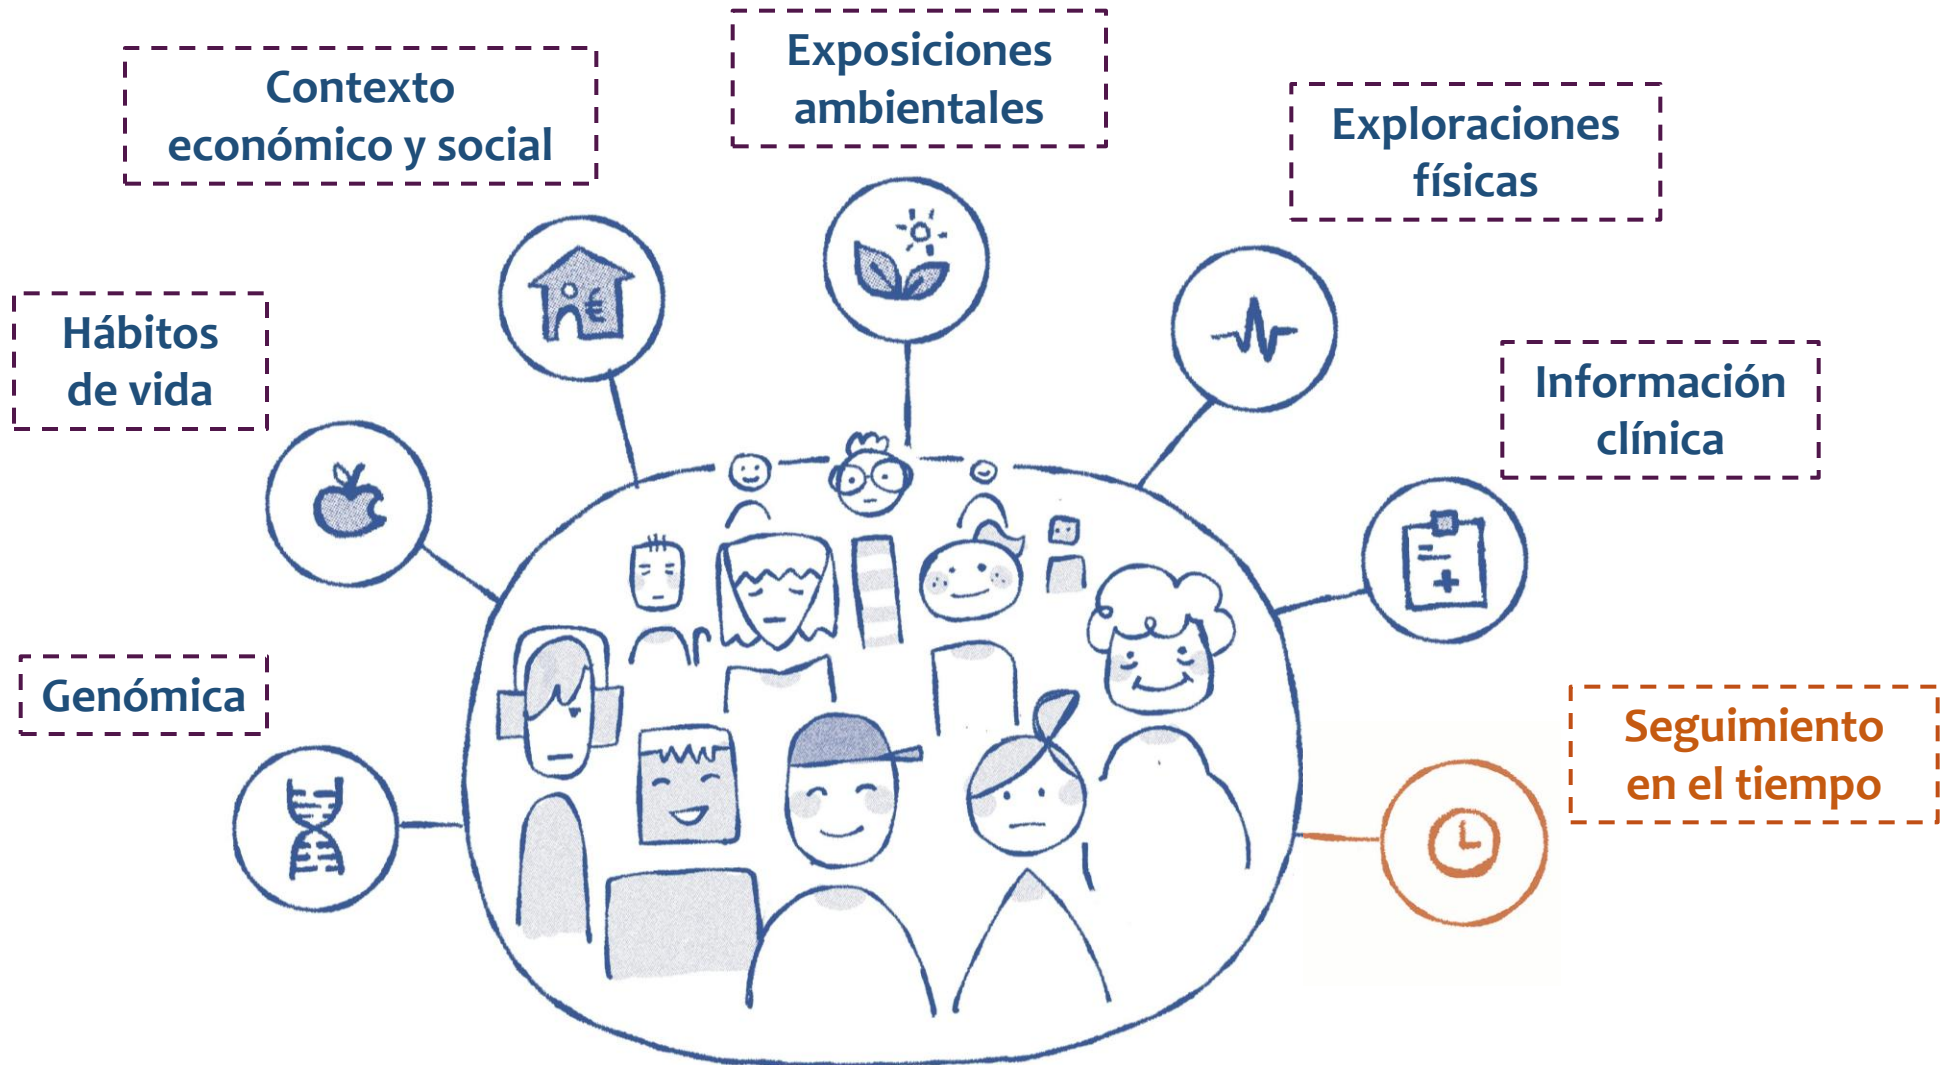 Exposiciones
ambientales
Contexto
económico y social
Exploraciones
físicas
Hábitos
de vida
€
Información
clínica
Genómica
Seguimiento
en el tiempo